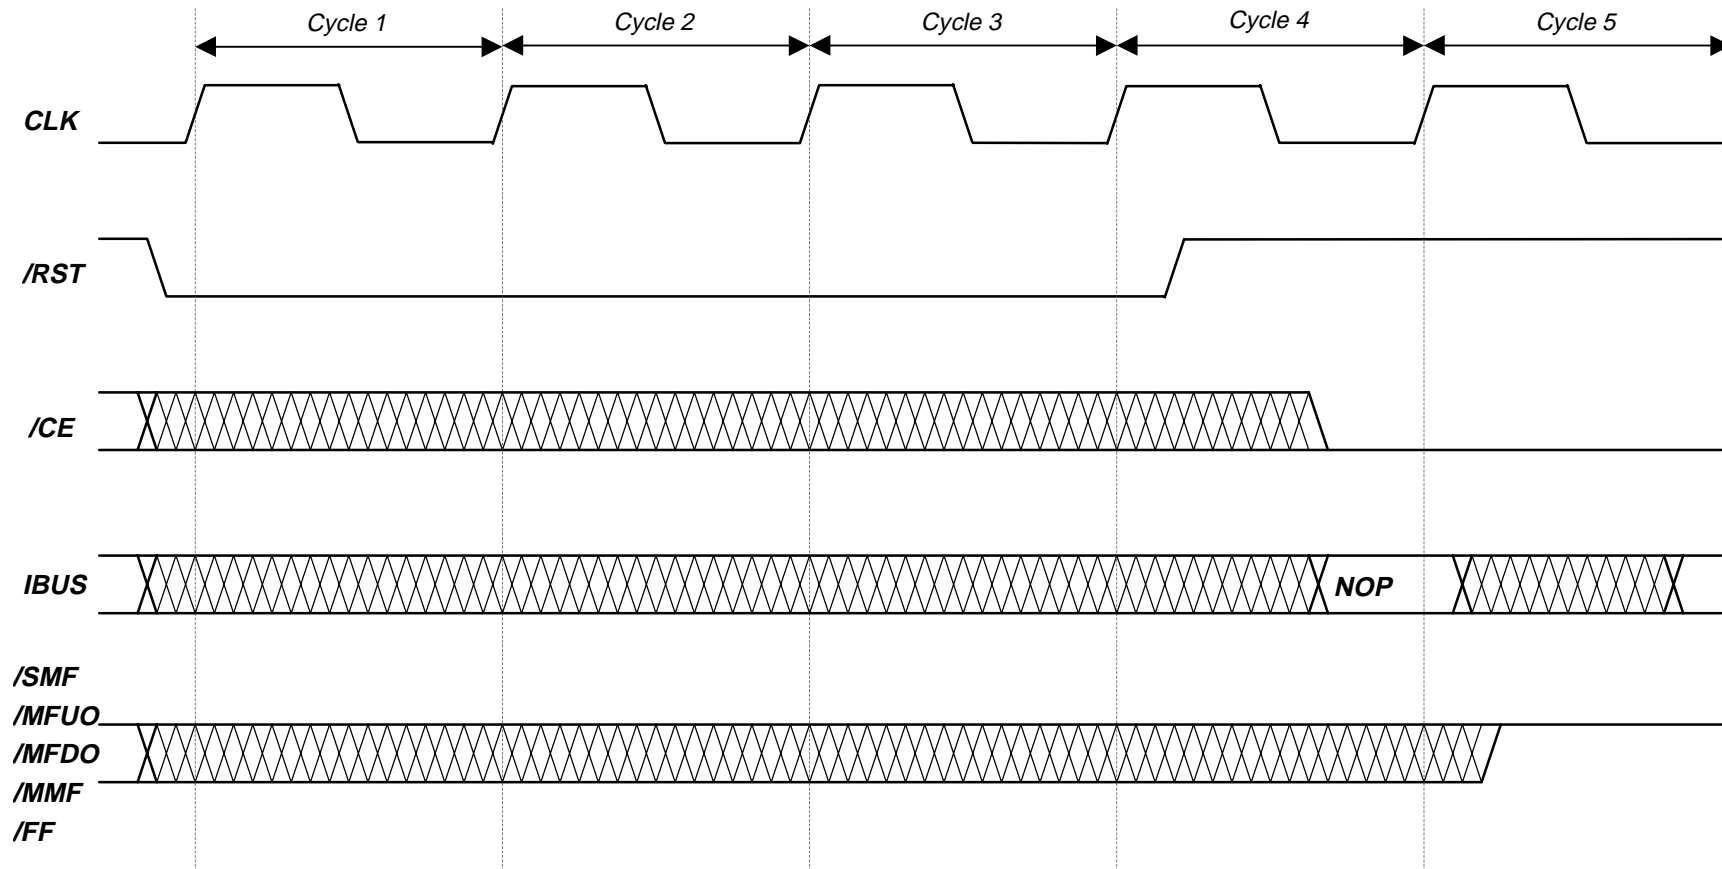 Cycle 1 Cycle 2 Cycle 3 Cycle 4 Cycle 5
CLK
/RST
/CE
IBUS NOP
/SMF
/MFUO
/MFDO
/MMF
/FF